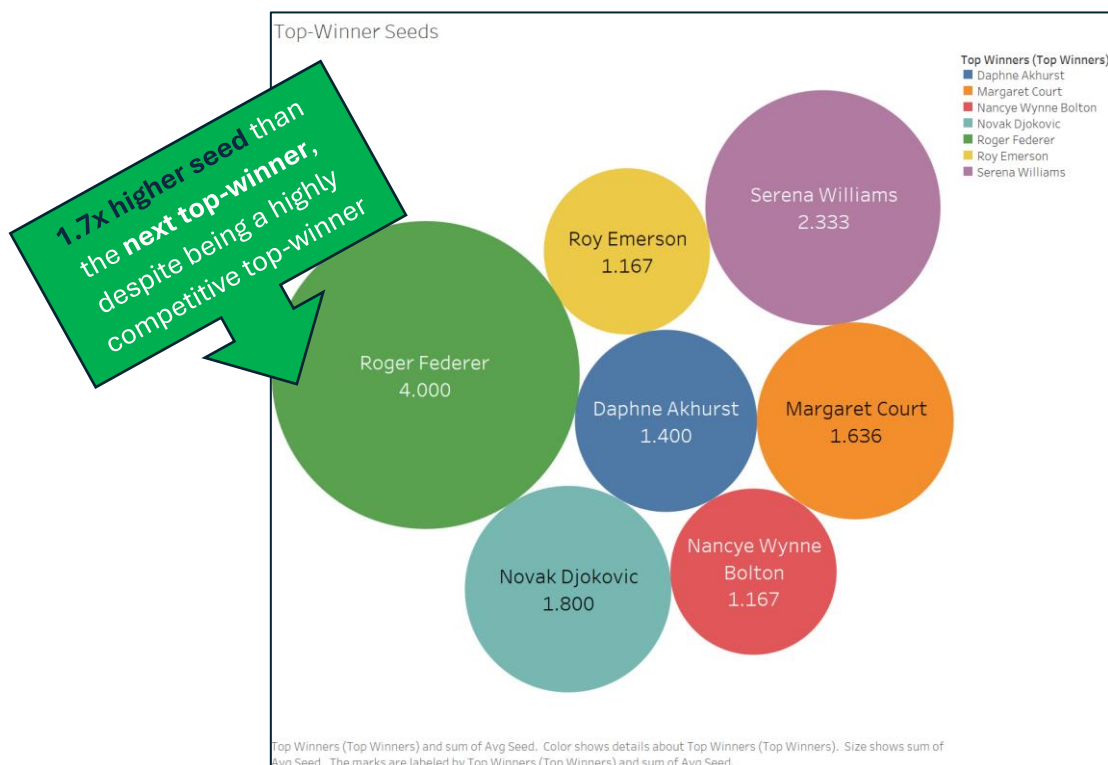 Top-Winner Seeds
1.7x higher seed than
the next top-winner,
despite being a highly
competitive top-winner
Top Winners (Top Winners)
Daphne Akhurst
Margaret Court
Nancye Wynne Bolton
Novak Djokovic
Roger Federer
Roy Emerson
Serena Williams
Serena Williams
2.333
Roy Emerson
1.167
Roger Federer
4.000
Daphne Akhurst
1.400
Margaret Court
1.636
Nancye Wynne
Bolton
1.167
Novak Djokovic
1.800
Top Winners (Top Winners) and sum of Avg Seed. Color shows details about Top Winners (Top Winners). Size shows sum of
Avg Seed. The marks are labeled by Top Winners (Top Winners) and sum of Avg Seed.